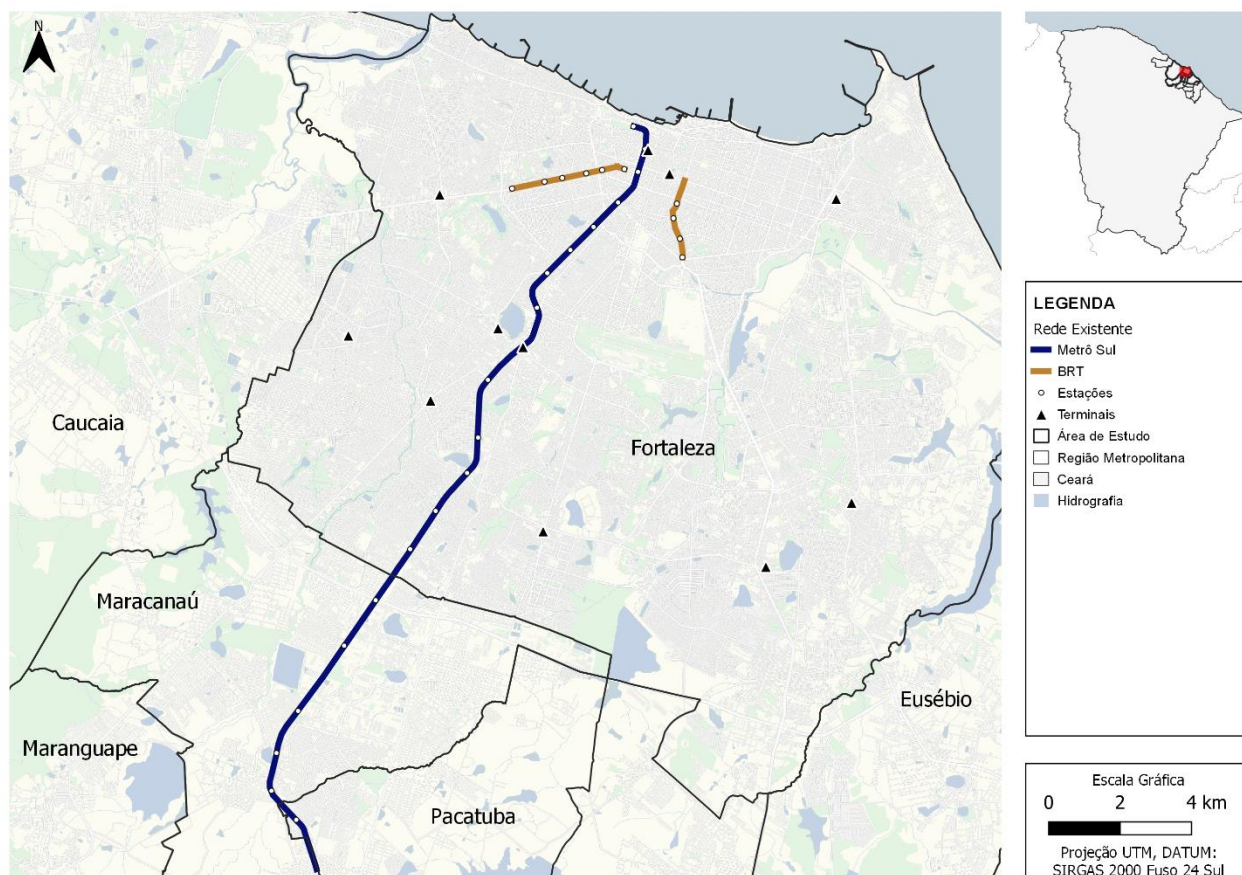 N
Caucaia
Fortaleza
Maracanaú
Maranguape
Eusébio
Pacatuba
LEGENDA
Rede Existente
Metrô Sul
BRT
Estações
Terminais
Área de Estudo
Região Metropolitana
Ceará
Hidrografia
Escala Gráfica
0 2 4 km
Projeção UTM, DATUM:
SIRGAS 2000 Fuso 24 Sul